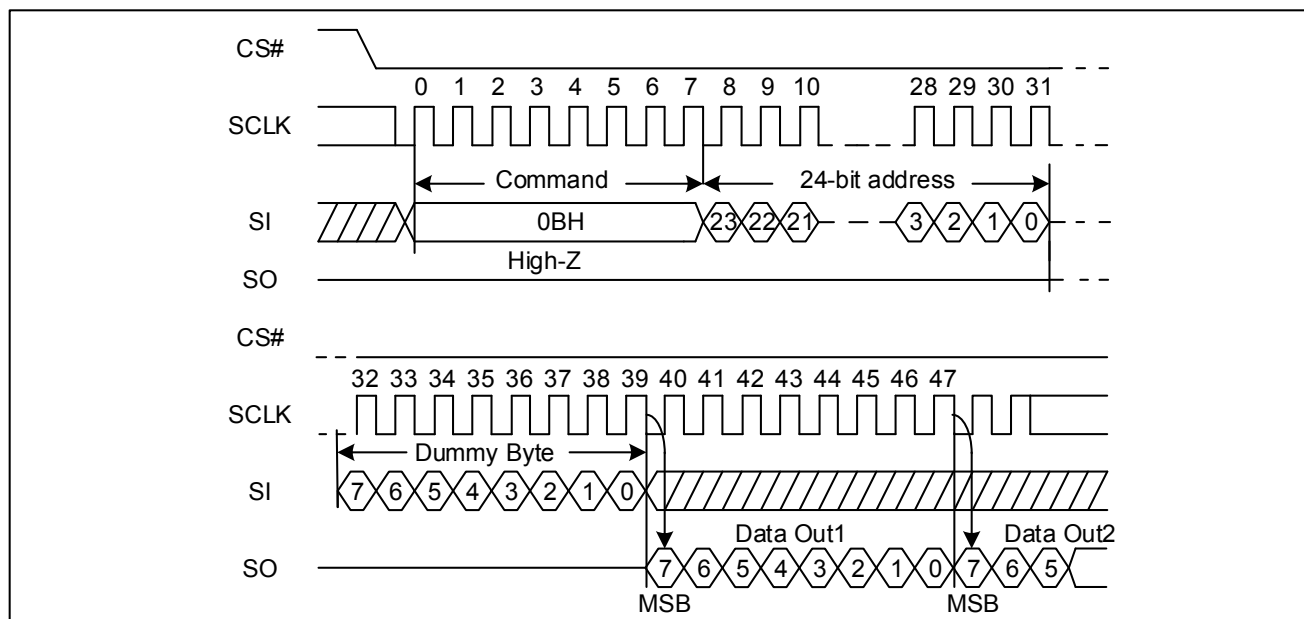 CS#
0 1 2 3 4 5 6 7 8 9 10 28 29 30 31
SCLK
Command 24-bit address
SI 0BH 23 22 21 3 2 1 0
High-Z
SO
CS#
32 33 34 35 36 37 38 39 40 41 42 43 44 45 46 47
SCLK
Dummy Byte
SI 7 6 5 4 3 2 1 0
Data Out1 Data Out2
SO 7 6 5 4 3 2 1 0 7 6 5
MSB MSB